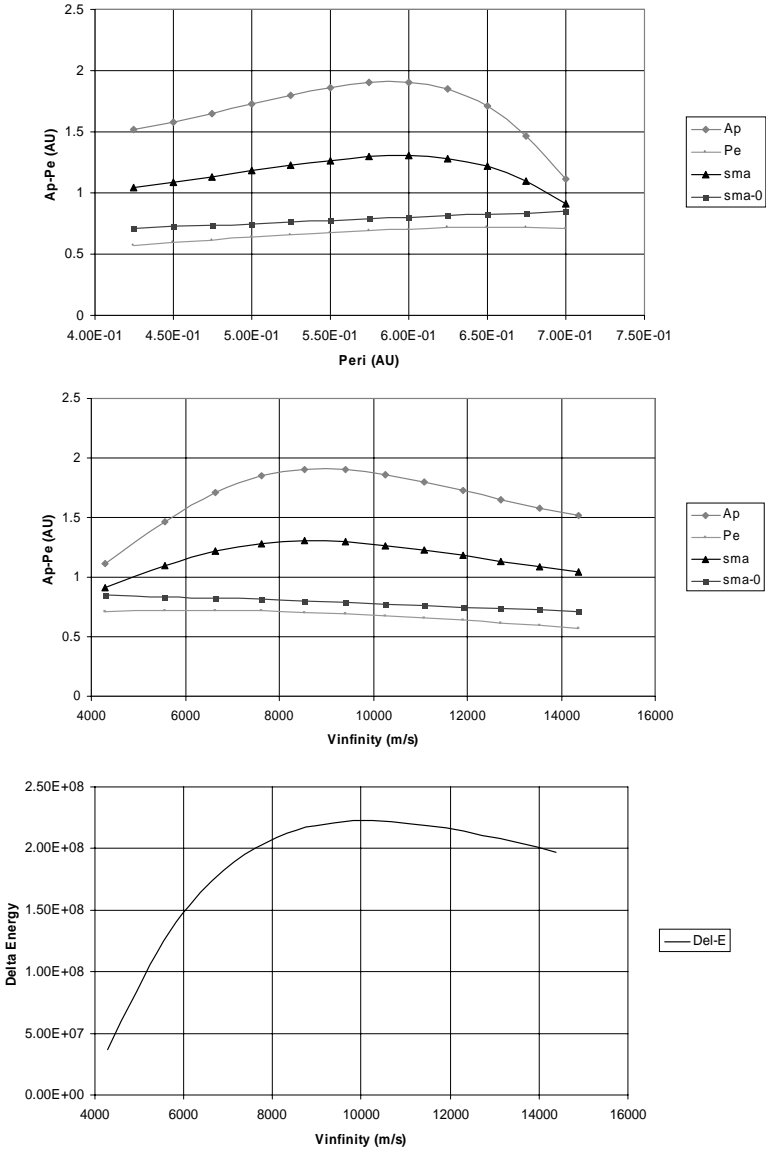 2.5
2
1.5
1
0.5
0
Ap-Pe (AU)
4.00E-01 4.50E-01 5.00E-01 5.50E-01 6.00E-01 6.50E-01 7.00E-01 7.50E-01
Peri (AU)
Ap
Pe
sma
sma-0
2.5
2
1.5
1
0.5
0
Ap-Pe (AU)
4000 6000 8000 10000 12000 14000 16000
Vinfinity (m/s)
Ap
Pe
sma
sma-0
2.50E+08
2.00E+08
1.50E+08
1.00E+08
5.00E+07
0.00E+00
Delta Energy
4000 6000 8000 10000 12000 14000 16000
Vinfinity (m/s)
Del-E